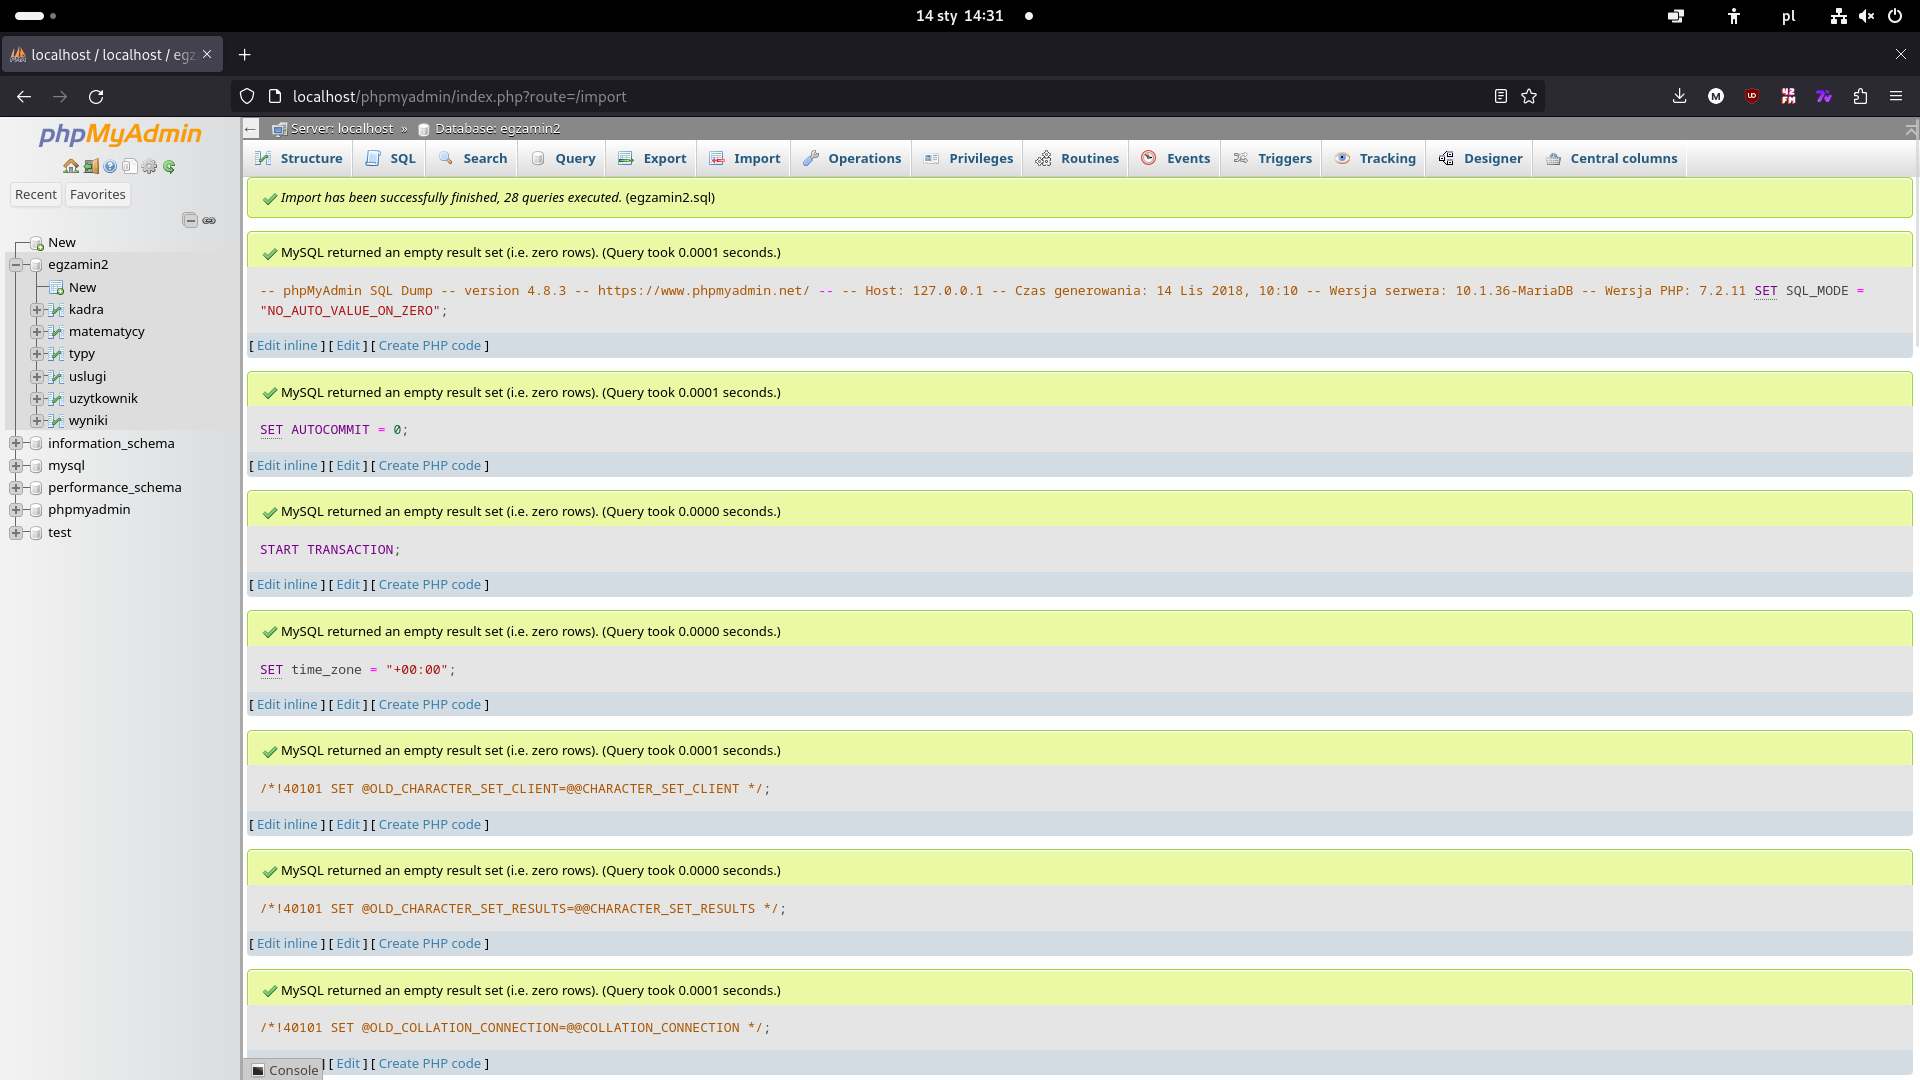 14 sty 14:31
pl
localhost / localhost / egz
localhost/phpmyadmin/index.php?route=/import
phpMyAdmin
Recent
Favorites
New
egzamin2
New
kadra
matematycy
typy
uslugi
uzytkownik
wyniki
information_schema
mysql
performance_schema
phpmyadmin
test
Server: localhost » Database: egzamin2
Structure SQL Search Query Export Import Operations Privileges Routines Events Triggers Tracking Designer Central columns
Import has been successfully finished, 28 queries executed. (egzamin2.sql)
MySQL returned an empty result set (i.e. zero rows). (Query took 0.0001 seconds.)
-- phpMyAdmin SQL Dump -- version 4.8.3 -- https://www.phpmyadmin.net/ -- -- Host: 127.0.0.1 -- Czas generowania: 14 Lis 2018, 10:10 -- Wersja serwera: 10.1.36-MariaDB -- Wersja PHP: 7.2.11 SET SQL_MODE =
"NO_AUTO_VALUE_ON_ZERO";
[ Edit inline ] [ Edit ] [ Create PHP code ]
MySQL returned an empty result set (i.e. zero rows). (Query took 0.0001 seconds.)
SET AUTOCOMMIT = 0;
[ Edit inline ] [ Edit ] [ Create PHP code ]
MySQL returned an empty result set (i.e. zero rows). (Query took 0.0000 seconds.)
START TRANSACTION;
[ Edit inline ] [ Edit ] [ Create PHP code ]
MySQL returned an empty result set (i.e. zero rows). (Query took 0.0000 seconds.)
SET time_zone = "+00:00";
[ Edit inline ] [ Edit ] [ Create PHP code ]
MySQL returned an empty result set (i.e. zero rows). (Query took 0.0001 seconds.)
/*!40101 SET @OLD_CHARACTER_SET_CLIENT=@@CHARACTER_SET_CLIENT */;
[ Edit inline ] [ Edit ] [ Create PHP code ]
MySQL returned an empty result set (i.e. zero rows). (Query took 0.0000 seconds.)
/*!40101 SET @OLD_CHARACTER_SET_RESULTS=@@CHARACTER_SET_RESULTS */;
[ Edit inline ] [ Edit ] [ Create PHP code ]
MySQL returned an empty result set (i.e. zero rows). (Query took 0.0001 seconds.)
/*!40101 SET @OLD_COLLATION_CONNECTION=@@COLLATION_CONNECTION */;
Console ] [ Edit ] [ Create PHP code ]